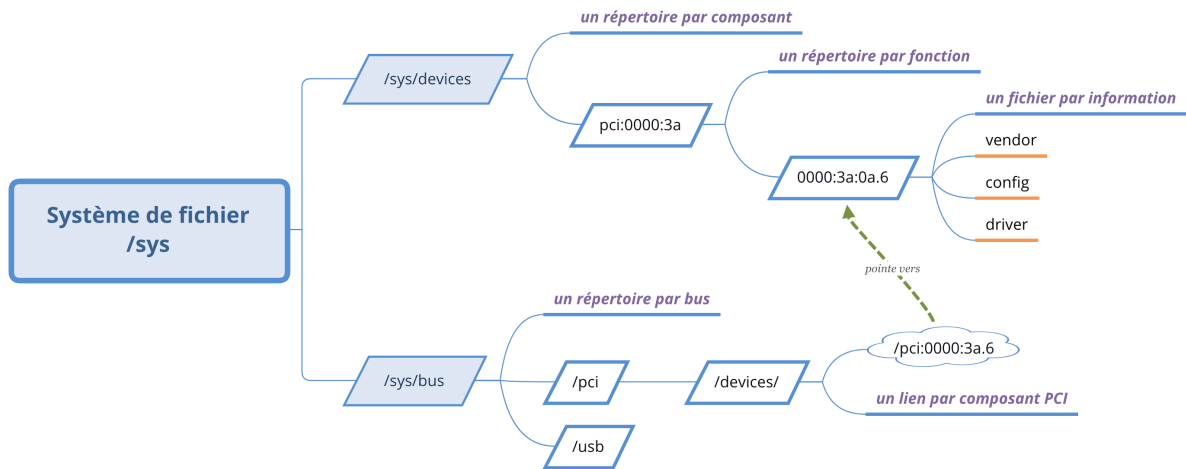 un répertoire par composant
un répertoire par fonction
/sys/devices
un fichier par information
pci:0000:3a
vendor
0000:3a:0a.6
config
driver
Système de fichier
/sys
pointe vers
un répertoire par bus
/pci:0000:3a.6
/sys/bus
/pci
/devices/
un lien par composant PCI
/usb